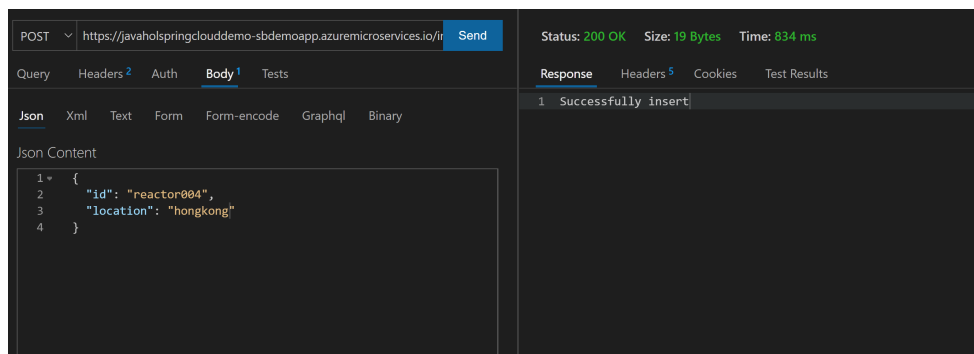 POST https://javaholspringclouddemo-sbdemoapp.azuremicroservices.io/ Send
Query Headers 2 Auth Body 1 Tests
Json Xml Text Form Form-encode Graphql Binary
Json Content
1 {
2 "id": "reactor004",
3 "location": "hongkong"
4 }
Status: 200 OK Size: 19 Bytes Time: 834 ms
Response Headers 5 Cookies Test Results
1 Successfully insert